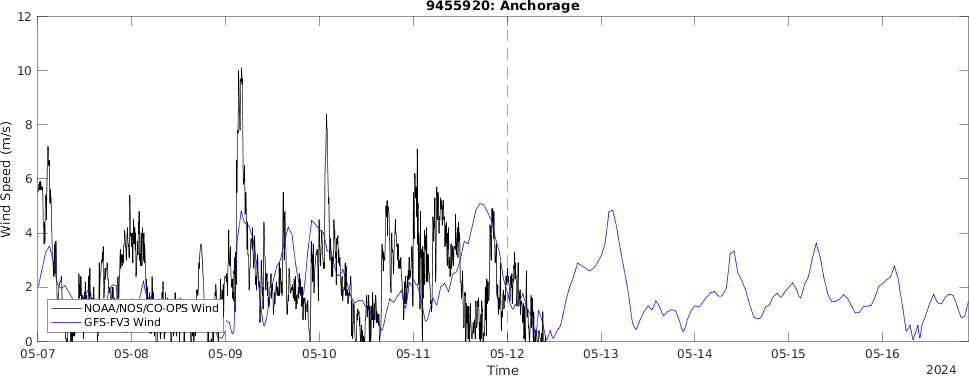 9455920: Anchorage
12
10
8
6
4
2
0
Wind Speed (m/s)
NOAA/NOS/CO-OPS Wind
GFS-FV3 Wind
05-07 05-08 05-09 05-10 05-11 05-12 05-13 05-14 05-15 05-16
Time
2024